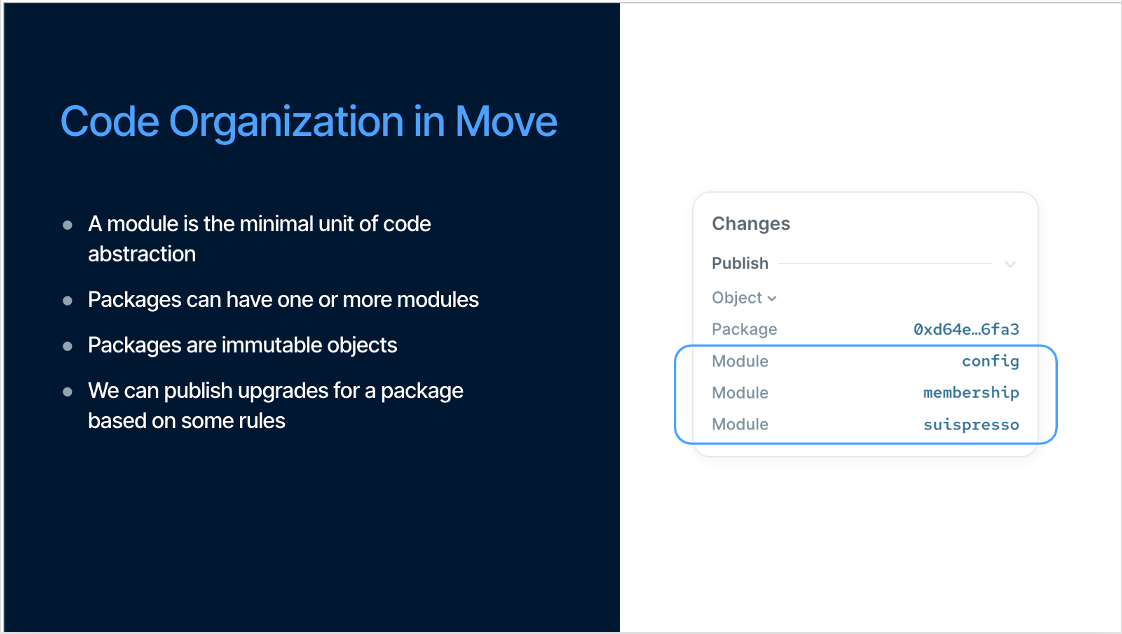 Code Organization in Move
● A module is the minimal unit of code
abstraction
● Packages can have one or more modules
● Packages are immutable objects
● We can publish upgrades for a package
based on some rules
Changes
Publish
Object
Package 0xd64e…6fa3
Module config
Module membership
Module suispresso